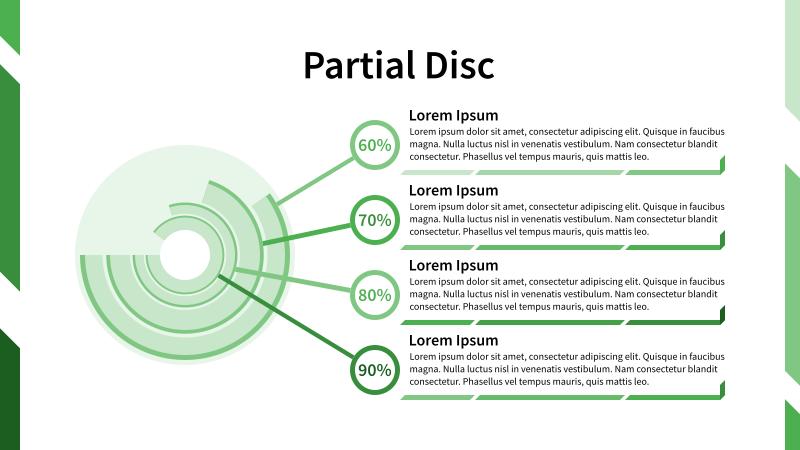 Partial Disc
60%
Lorem Ipsum
Lorem ipsum dolor sit amet, consectetur adipiscing elit. Quisque in faucibus
magna. Nulla luctus nisl in venenatis vestibulum. Nam consectetur blandit
consectetur. Phasellus vel tempus mauris, quis mattis leo.
70%
Lorem Ipsum
Lorem ipsum dolor sit amet, consectetur adipiscing elit. Quisque in faucibus
magna. Nulla luctus nisl in venenatis vestibulum. Nam consectetur blandit
consectetur. Phasellus vel tempus mauris, quis mattis leo.
80%
Lorem Ipsum
Lorem ipsum dolor sit amet, consectetur adipiscing elit. Quisque in faucibus
magna. Nulla luctus nisl in venenatis vestibulum. Nam consectetur blandit
consectetur. Phasellus vel tempus mauris, quis mattis leo.
90%
Lorem Ipsum
Lorem ipsum dolor sit amet, consectetur adipiscing elit. Quisque in faucibus
magna. Nulla luctus nisl in venenatis vestibulum. Nam consectetur blandit
consectetur. Phasellus vel tempus mauris, quis mattis leo.